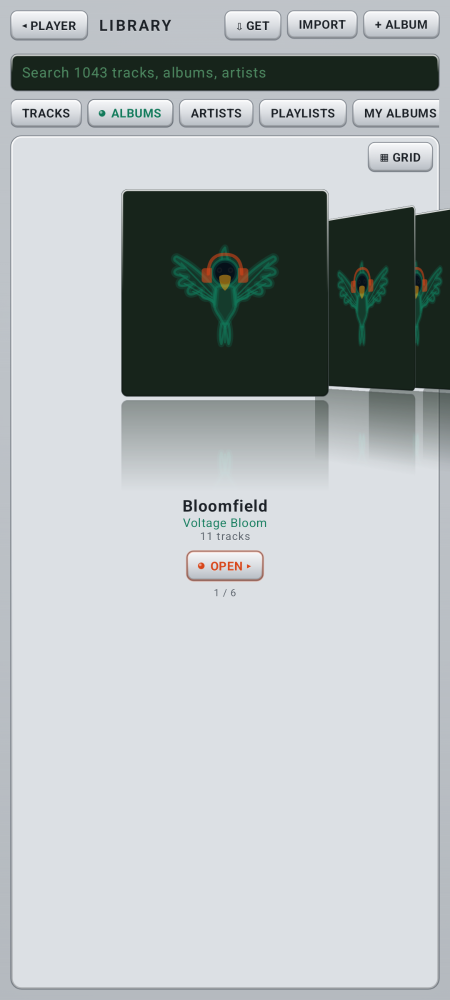 ◂ PLAYER LIBRARY ⇩ GET IMPORT + ALBUM
Search 1043 tracks, albums, artists
TRACKS ALBUMS ARTISTS PLAYLISTS MY ALBUMS
▦ GRID
Bloomfield
Voltage Bloom
11 tracks
OPEN ▸
1 / 6